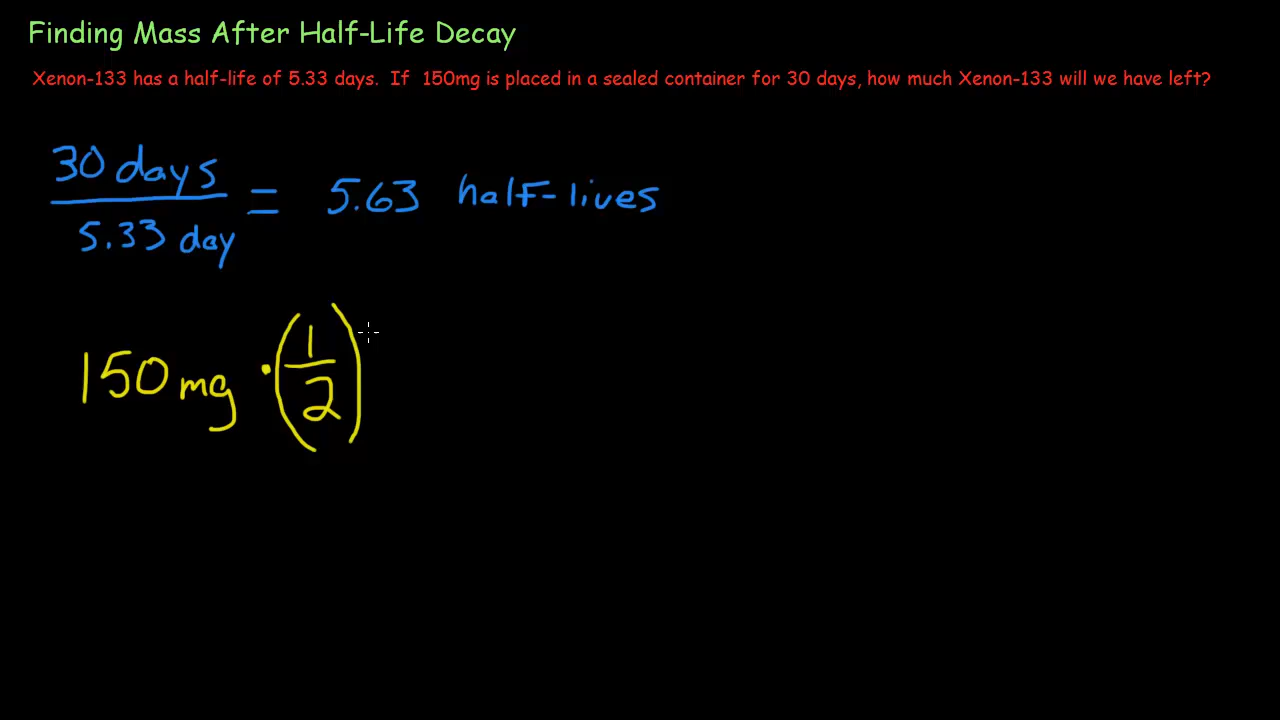 Finding Mass After Half-Life Decay
Xenon-133 has a half-life of 5.33 days. If 150mg is placed in a sealed container for 30 days, how much Xenon-133 will we have left?
30 days
5.33 day
= 5.63 half-lives
150mg · (1/2)